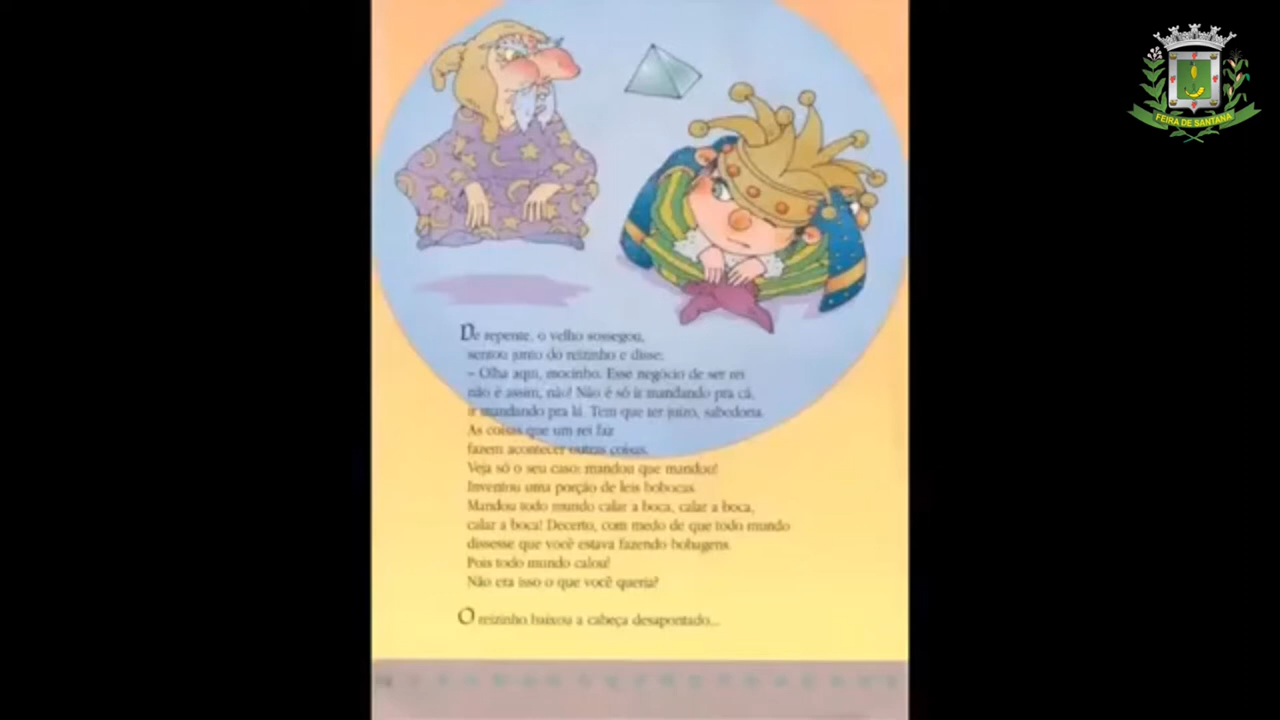 FEIRA DE SANTANA
De repente, o velho sossegou,
sentou junto do reizinho e disse:
– Olha aqui, mocinho. Esse negócio de ser rei
não é assim, não! Não é só ir mandando pra cá,
ir mandando pra lá. Tem que ter juízo, sabedoria.
As coisas que um rei faz
fazem acontecer outras coisas.
Veja só o seu caso: mandou que mandou!
Inventou uma porção de leis bobocas.
Mandou todo mundo calar a boca, calar a boca,
calar a boca! Decerto, com medo de que todo mundo
dissesse que você estava fazendo bobagens.
Pois todo mundo calou!
Não era isso o que você queria?
O reizinho baixou a cabeça desapontado...